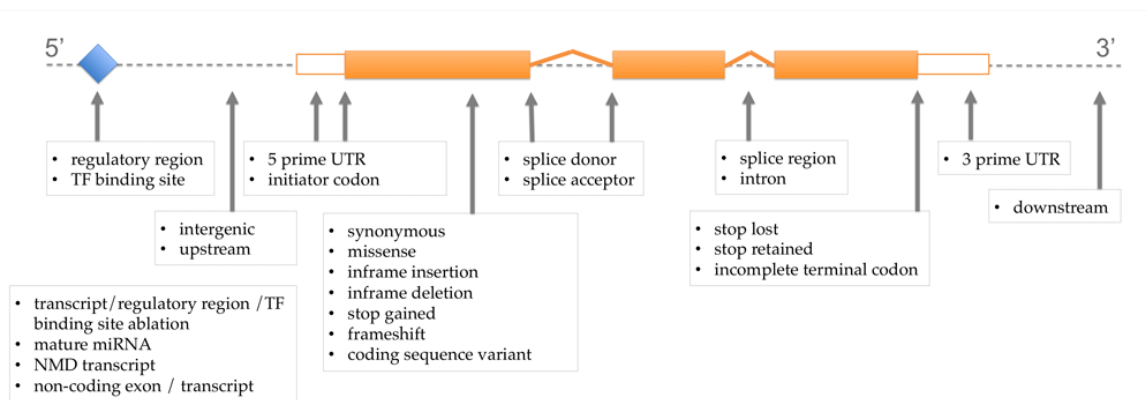 5’
3’
• regulatory region
• TF binding site
• 5 prime UTR
• initiator codon
• splice donor
• splice acceptor
• splice region
• intron
• 3 prime UTR
• downstream
• intergenic
• upstream
• synonymous
• missense
• inframe insertion
• inframe deletion
• stop gained
• frameshift
• coding sequence variant
• stop lost
• stop retained
• incomplete terminal codon
• transcript/regulatory region /TF
binding site ablation
• mature miRNA
• NMD transcript
• non-coding exon / transcript